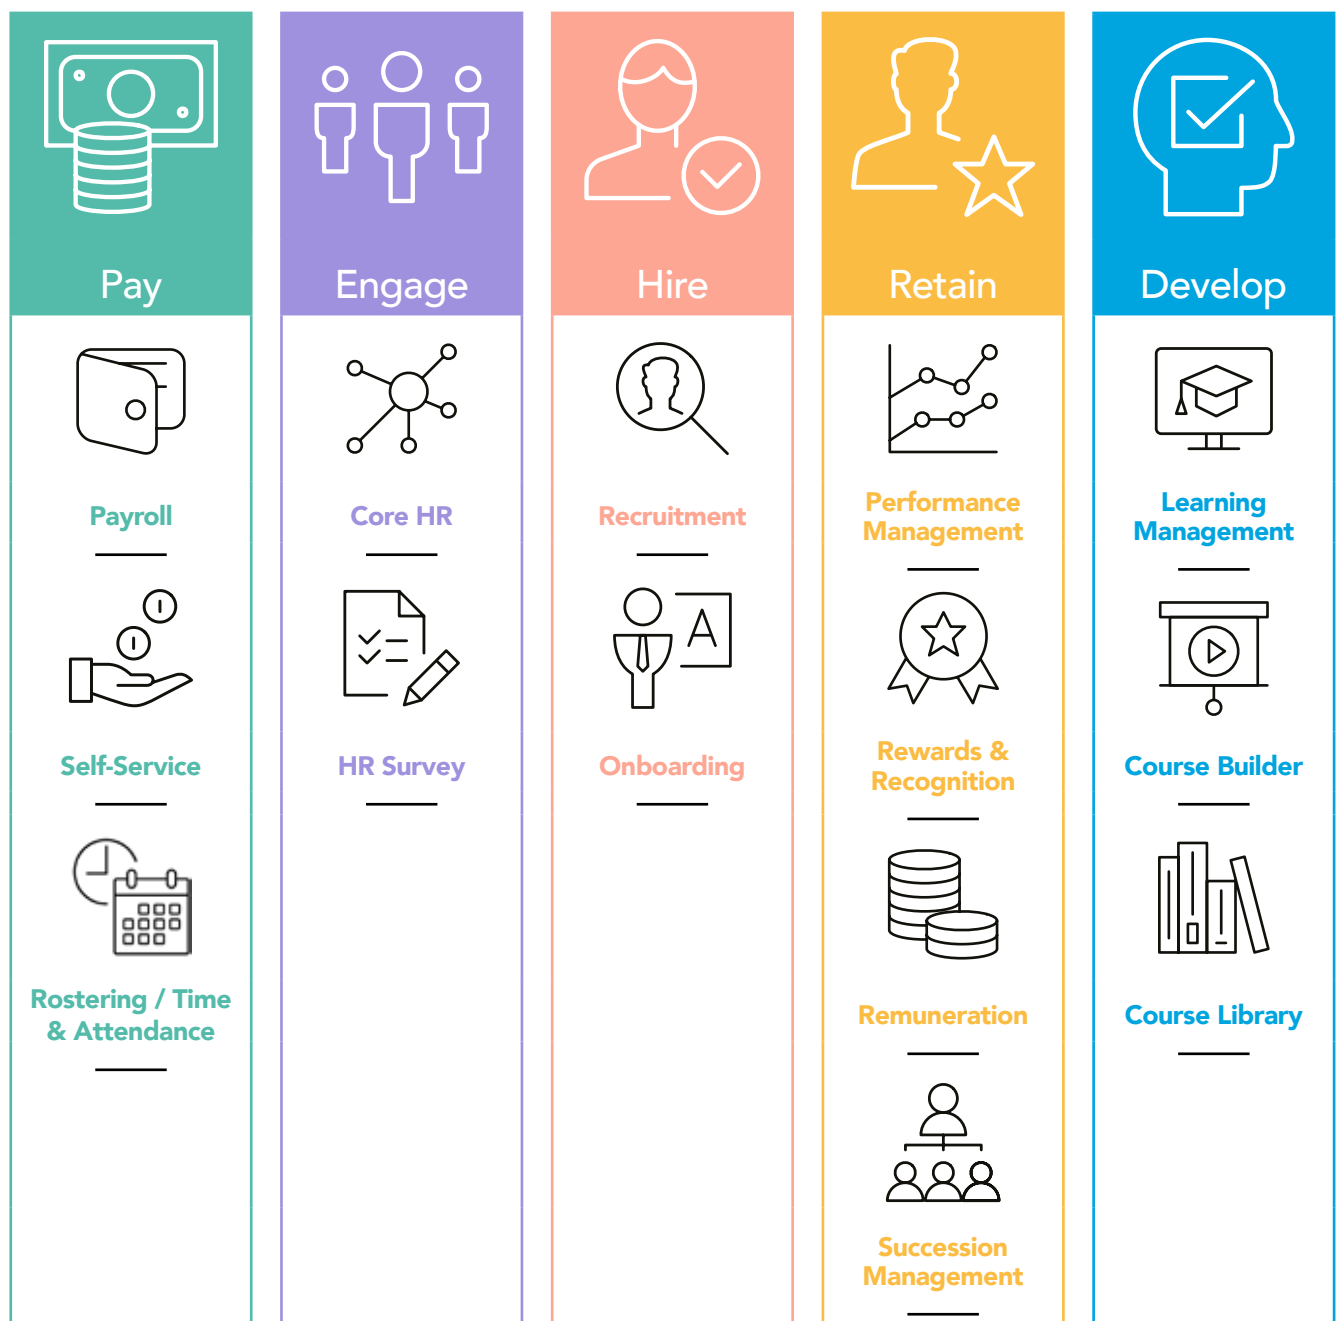 Pay
Payroll
Self-Service
Rostering / Time
& Attendance
Engage
Core HR
HR Survey
Hire
Recruitment
A
Onboarding
Retain
Performance
Management
Rewards &
Recognition
Remuneration
Succession
Management
Develop
Learning
Management
Course Builder
Course Library